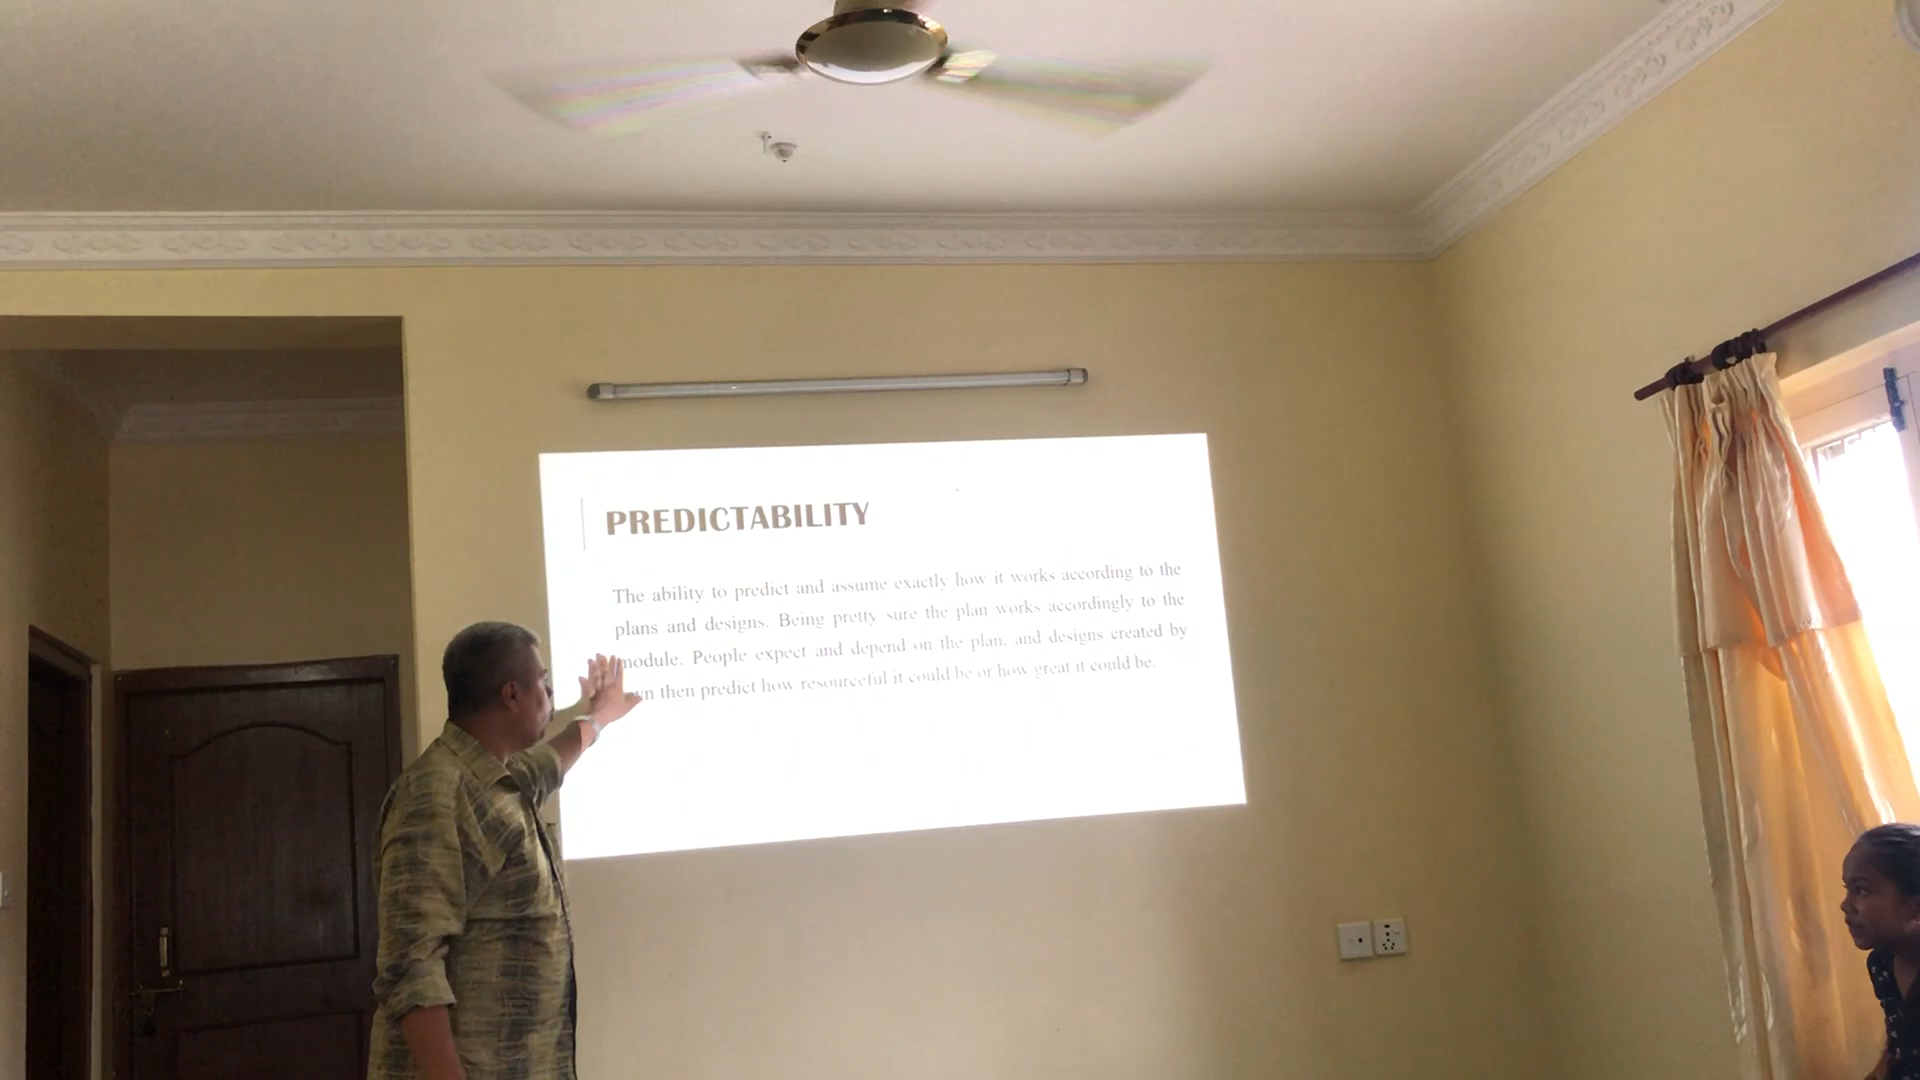 PREDICTABILITY
The ability to predict and assume exactly how it works according to the
plans and designs. Being pretty sure the plan works accordingly to the
module. People expect and depend on the plan, and designs created by
then predict how resourceful it could be or how great it could be.